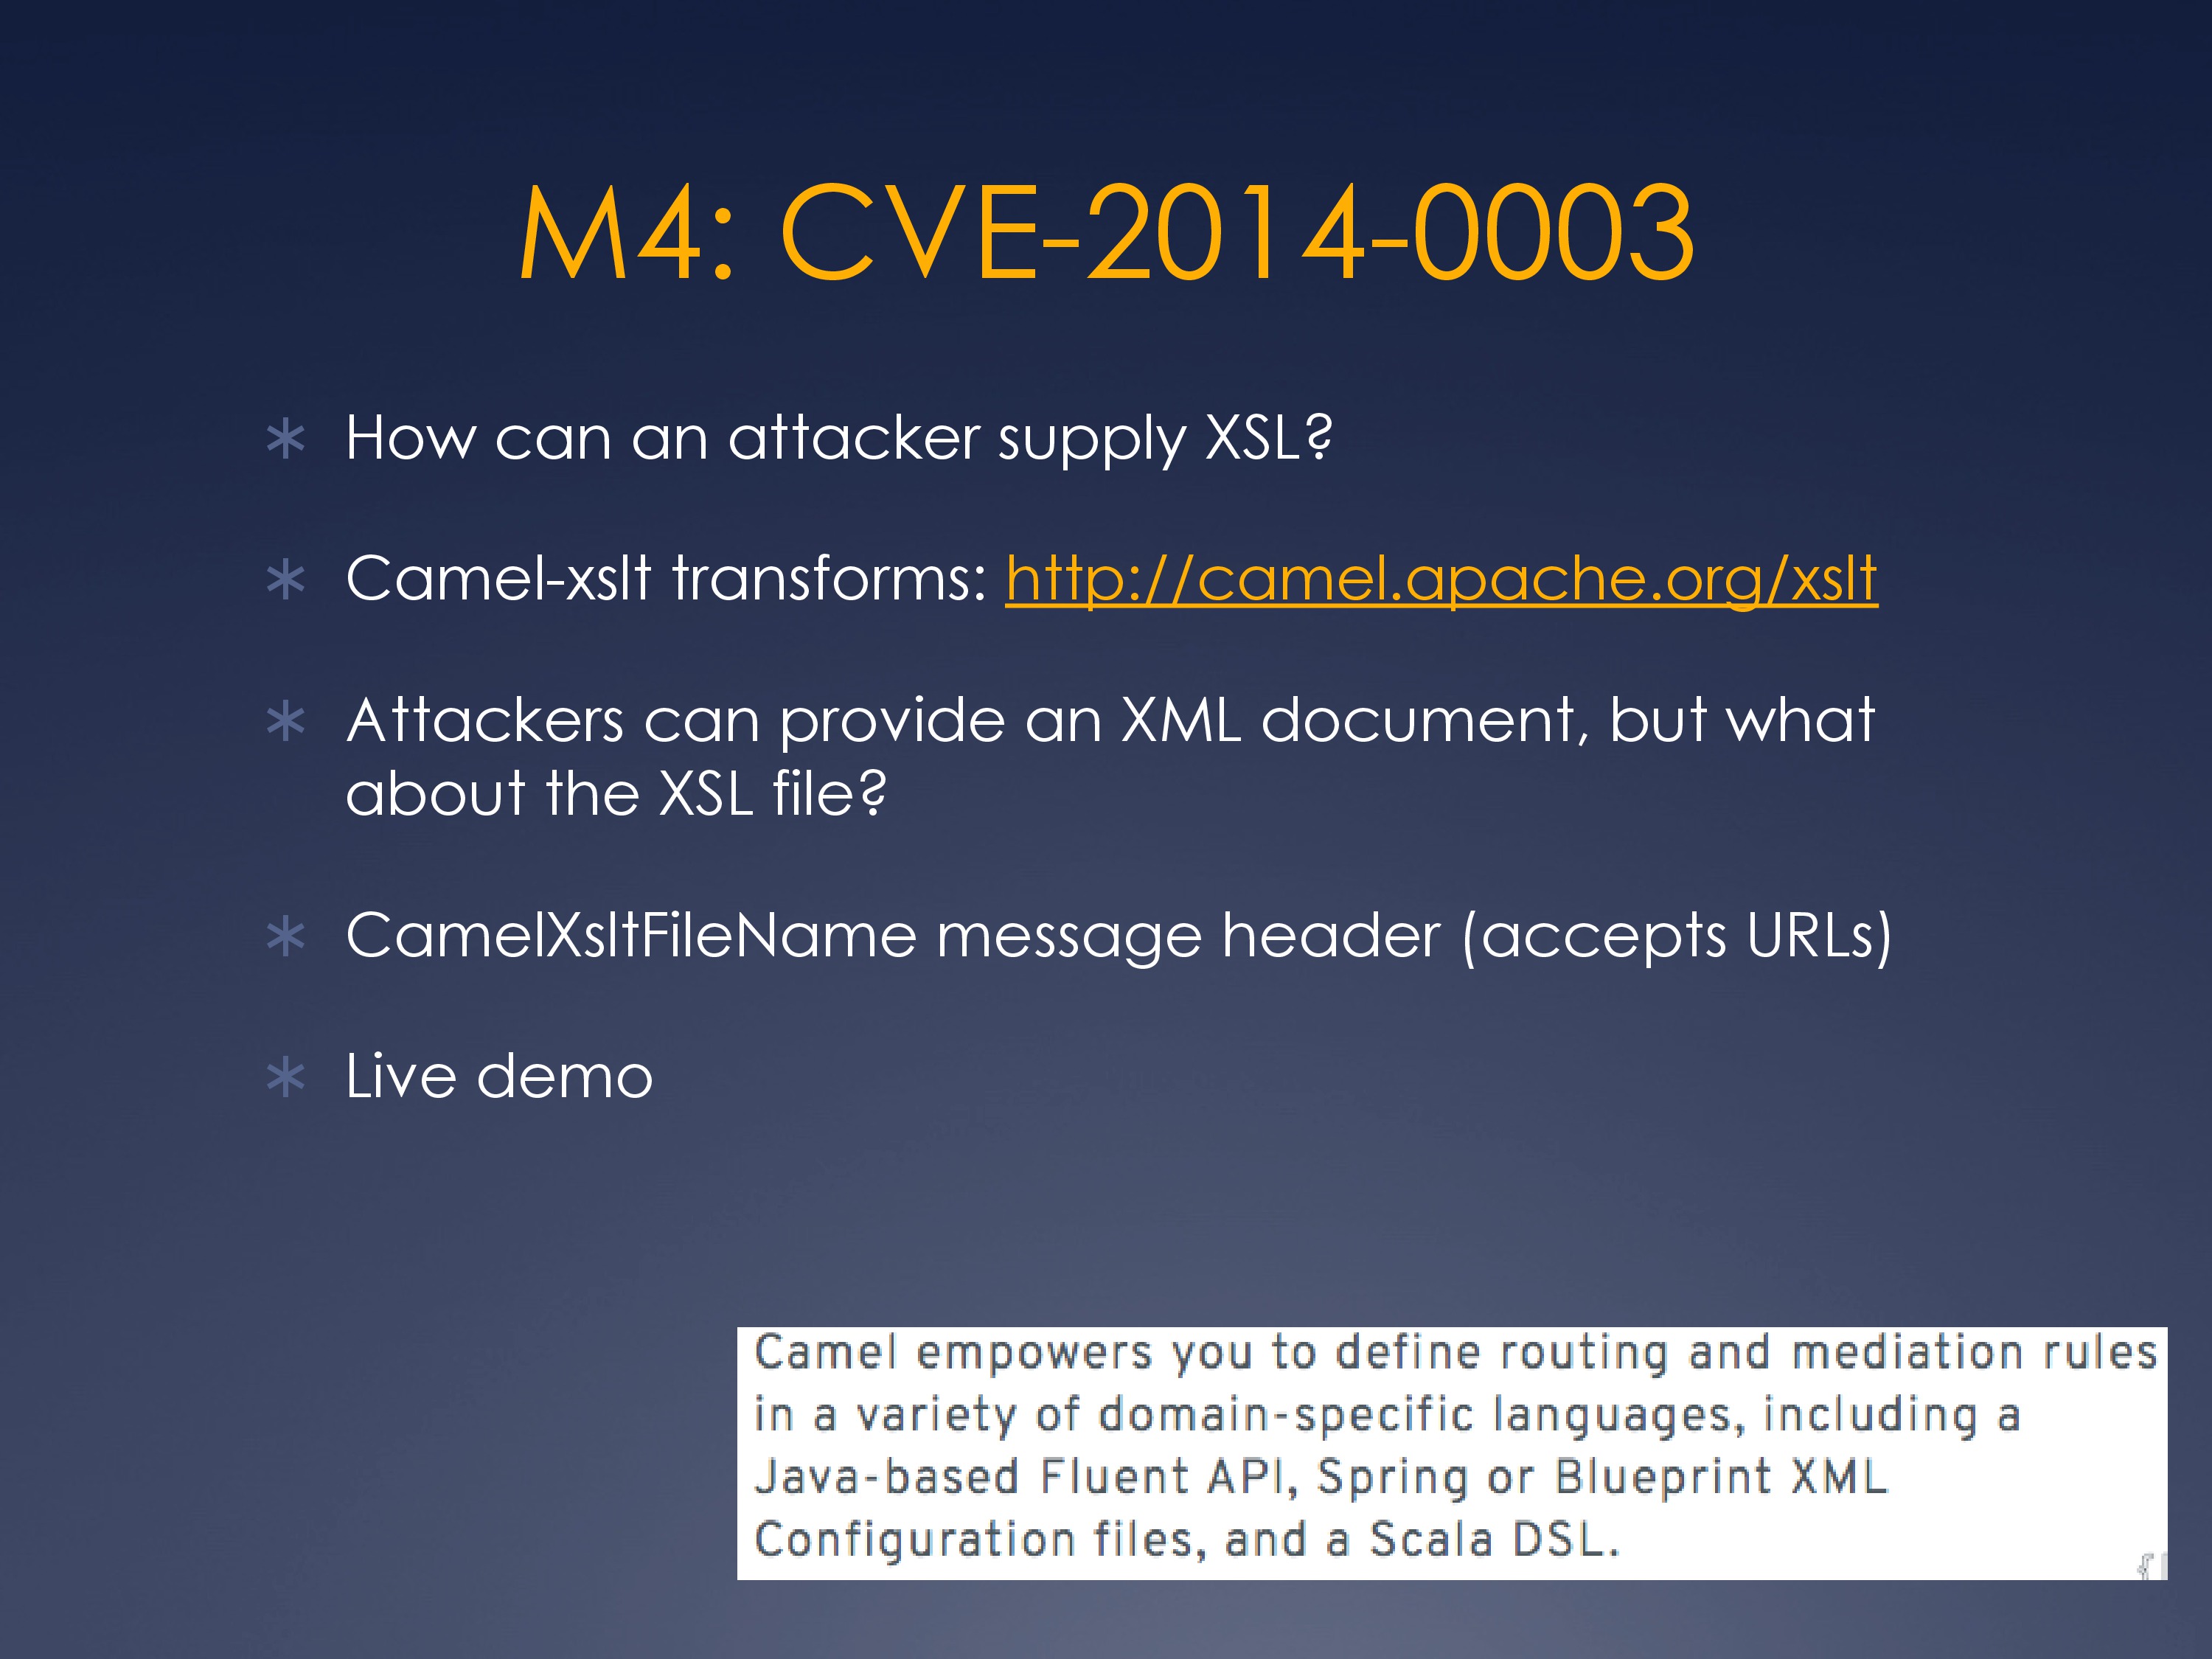 M4: CVE-2014-0003
* How can an attacker supply XSL?
* Camel-xslt transforms: http://camel.apache.org/xslt
* Attackers can provide an XML document, but what
about the XSL file?
* CamelXsltFileName message header (accepts URLs)
* Live demo
Camel empowers you to define routing and mediation rules
in a variety of domain-specific languages, including a
Java-based Fluent API, Spring or Blueprint XML
Configuration files, and a Scala DSL.